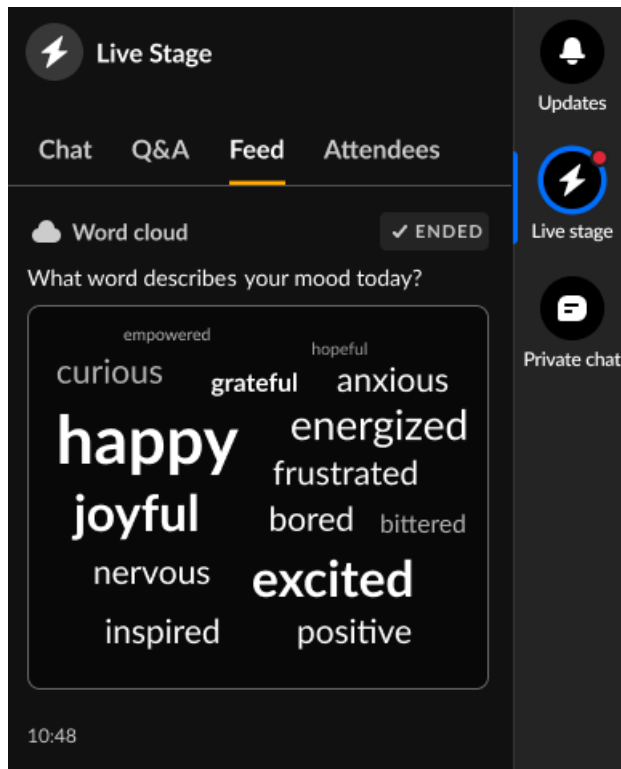 Live Stage
Chat Q&A Feed Attendees
Word cloud
✓ ENDED
What word describes your mood today?
empowered
hopeful
curious
grateful
anxious
happy
energized
frustrated
joyful
bored
bittered
nervous
excited
inspired
positive
10:48
Updates
Live stage
Private chat